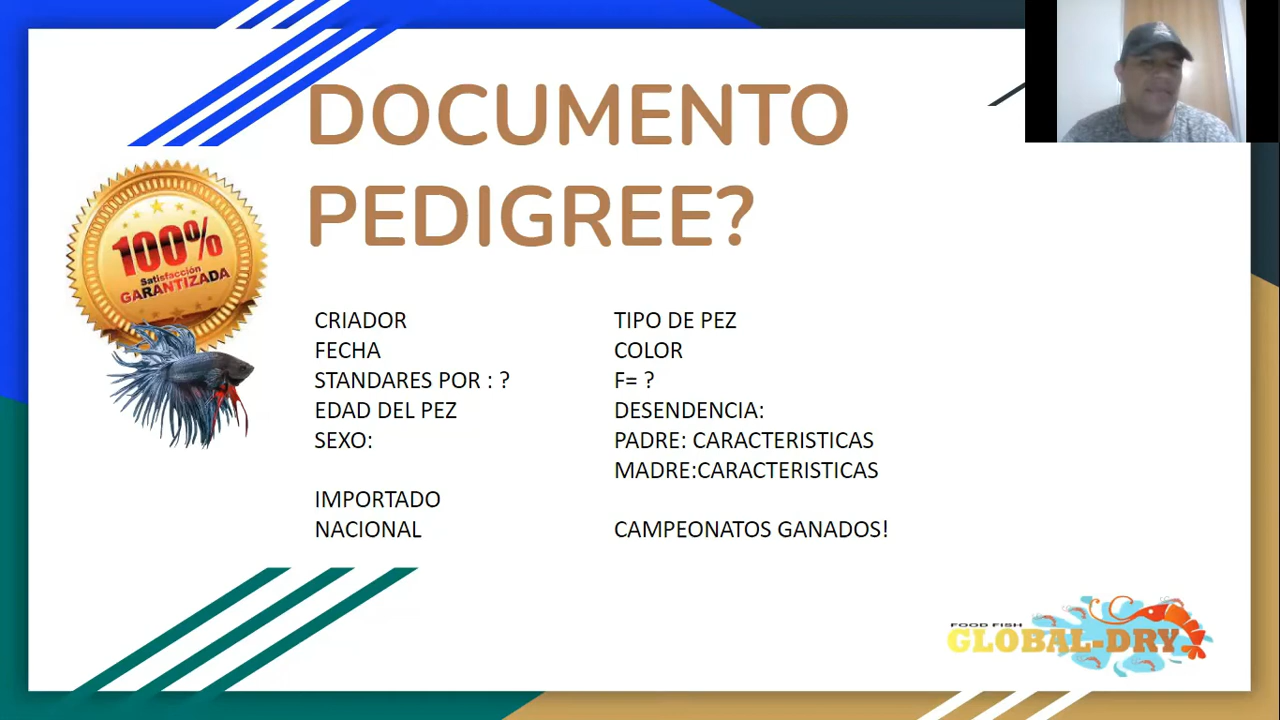 DOCUMENTO
PEDIGREE?
100%
Satisfacción
GARANTIZADA
CRIADOR
FECHA
STANDARES POR : ?
EDAD DEL PEZ
SEXO:
IMPORTADO
NACIONAL
TIPO DE PEZ
COLOR
F= ?
DESENDENCIA:
PADRE: CARACTERISTICAS
MADRE:CARACTERISTICAS
CAMPEONATOS GANADOS!
FOOD FISH
GLOBAL-DRY